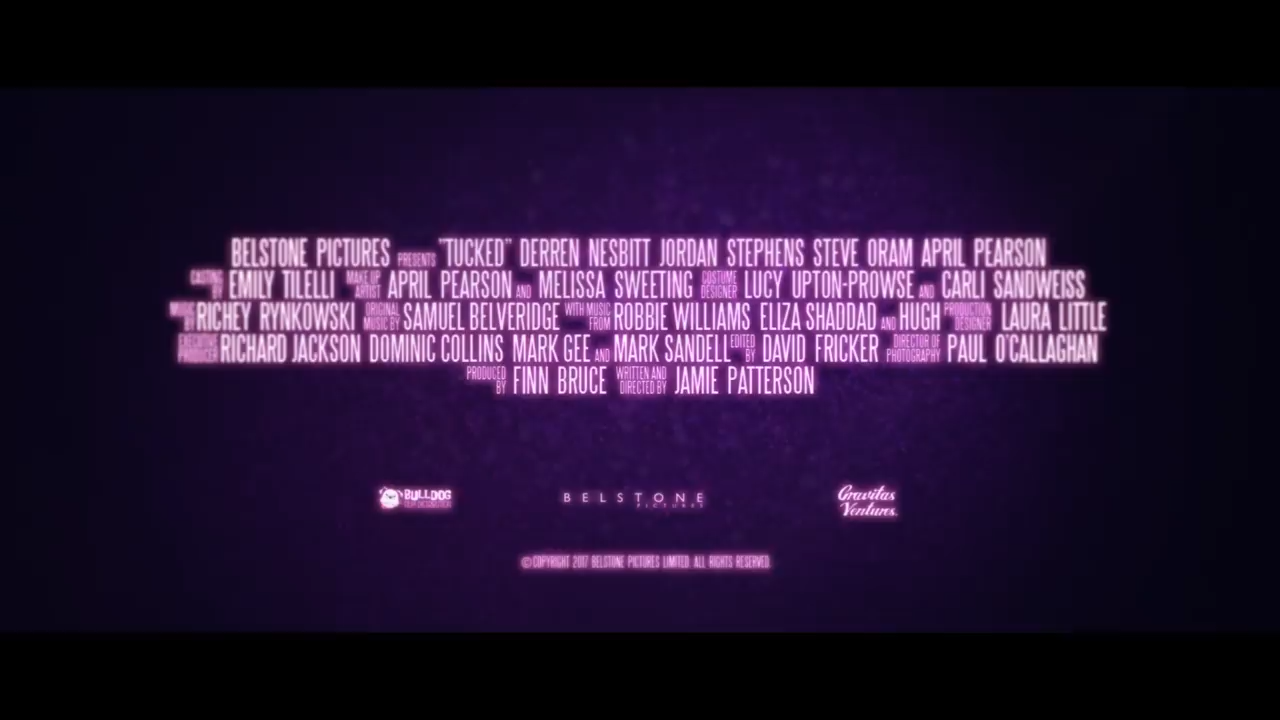 BELSTONE PICTURES PRESENTS "TUCKED" DERREN NESBITT JORDAN STEPHENS STEVE ORAM APRIL PEARSON
CASTING BY EMILY TILELLI MAKE UP ARTIST APRIL PEARSON AND MELISSA SWEETING COSTUME DESIGNER LUCY UPTON-PROWSE AND CARLI SANDWEISS
MUSIC BY RICHEY RYNKOWSKI ORIGINAL MUSIC BY SAMUEL BELVERIDGE WITH MUSIC FROM ROBBIE WILLIAMS ELIZA SHADDAD AND HUGH PRODUCTION DESIGNER LAURA LITTLE
EXECUTIVE PRODUCER RICHARD JACKSON DOMINIC COLLINS MARK GEE AND MARK SANDELL EDITED BY DAVID FRICKER DIRECTOR OF PHOTOGRAPHY PAUL O'CALLAGHAN
PRODUCED BY FINN BRUCE WRITTEN AND DIRECTED BY JAMIE PATTERSON
BULLDOG
BELSTONE
PICTURES
Gravitas
Ventures.
© COPYRIGHT 2017 BELSTONE PICTURES LIMITED. ALL RIGHTS RESERVED